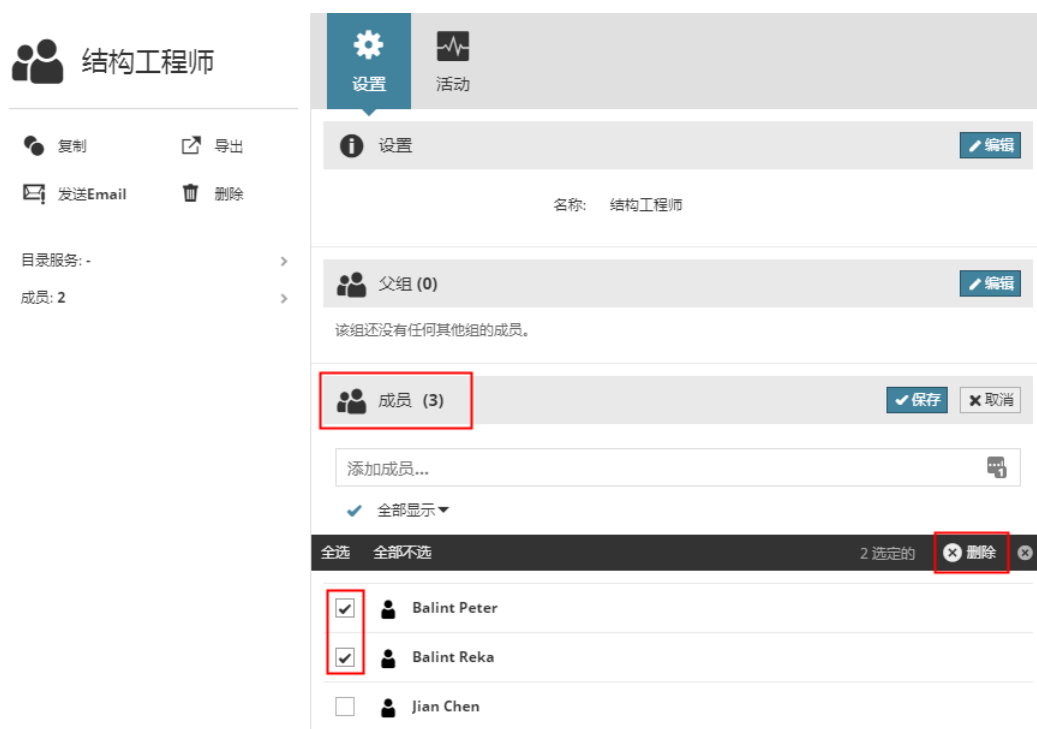 结构工程师
复制
导出
发送Email
删除
目录服务: -
成员: 2
设置
活动
设置
编辑
名称: 结构工程师
父组 (0)
编辑
该组还没有任何其他组的成员。
成员 (3)
保存
取消
添加成员...
全部显示
全选 全部不选 2 选定的 删除
Balint Peter
Balint Reka
Jian Chen